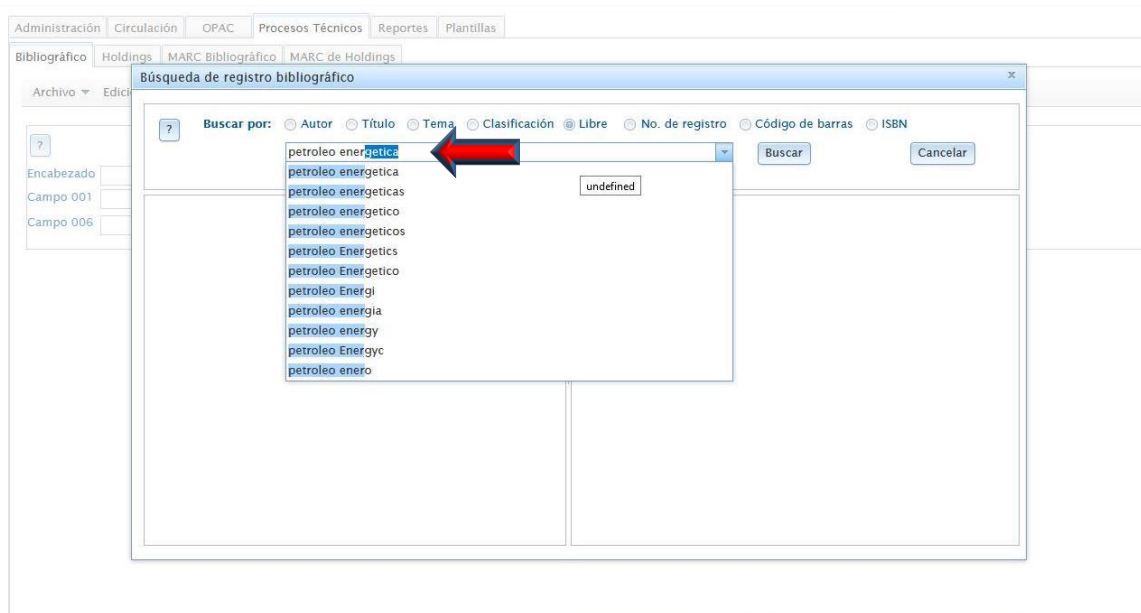 Administración Circulación OPAC Procesos Técnicos Reportes Plantillas
Bibliográfico Holdings MARC Bibliográfico MARC de Holdings
Búsqueda de registro bibliográfico x
Archivo Edici
? Buscar por: Autor Título Tema Clasificación Libre No. de registro Código de barras ISBN
?
petroleo energetica Buscar Cancelar
petroleo energetica
undefined
Encabezado
petroleo energeticas
Campo 001
petroleo energetico
Campo 006
petroleo energeticos
petroleo Energetics
petroleo Energetico
petroleo Energi
petroleo energia
petroleo energy
petroleo Energyc
petroleo enero